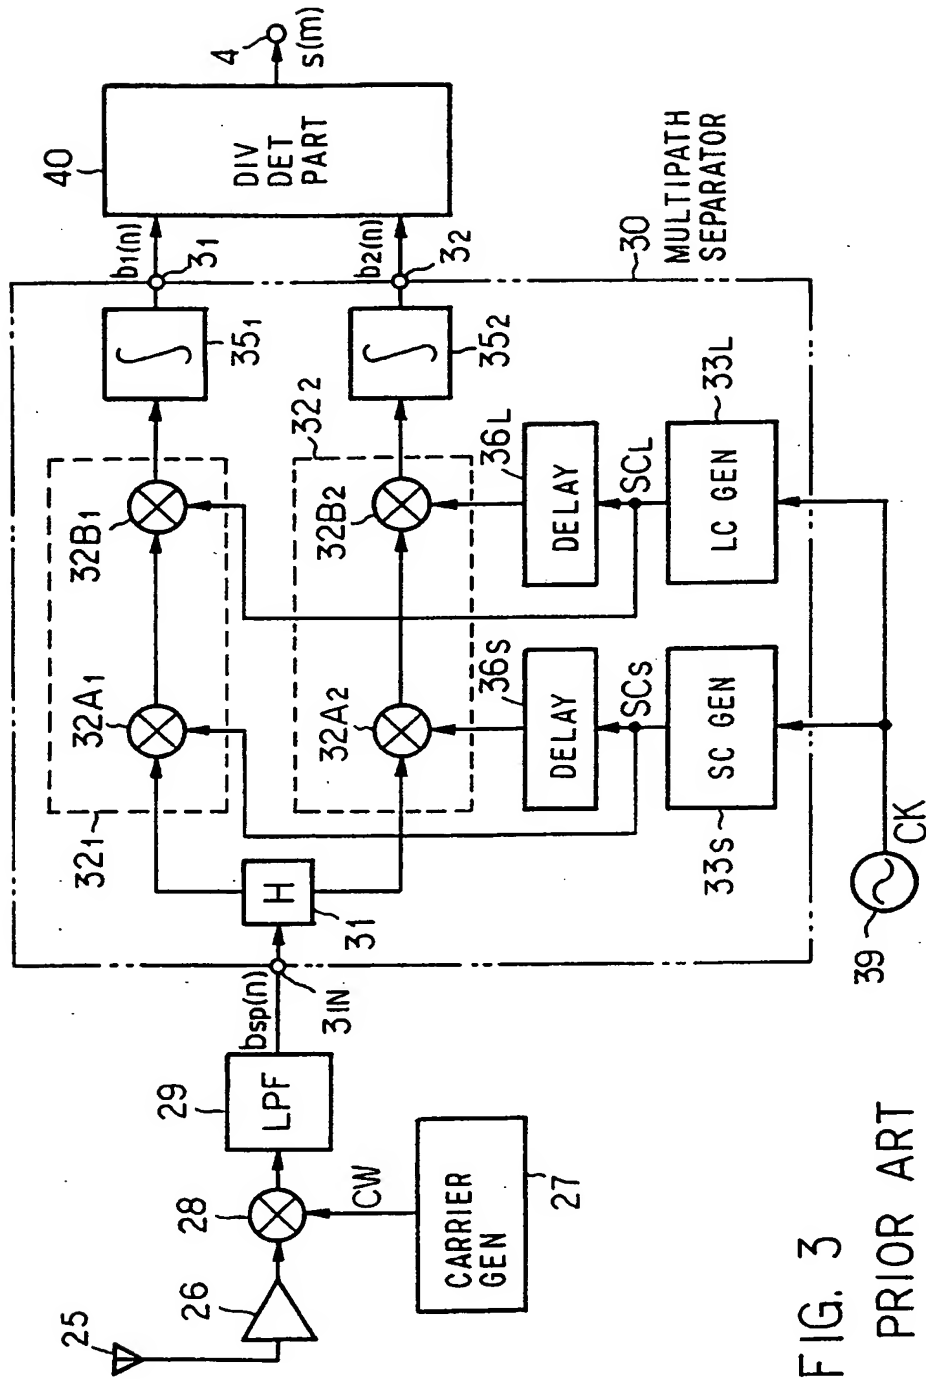 25
26
28
CW
CARRIER
GEN
27
29
LPF
bsp(n)
3IN
H
31
321
32A1
32B1
322
32A2
32B2
351
352
b1(n)
31
b2(n)
32
40
DIV
DET
PART
4
s(m)
30
MULTIPATH
SEPARATOR
36S
DELAY
SCS
SC GEN
33S
36L
DELAY
SCL
LC GEN
33L
39
CK
FIG. 3
PRIOR ART